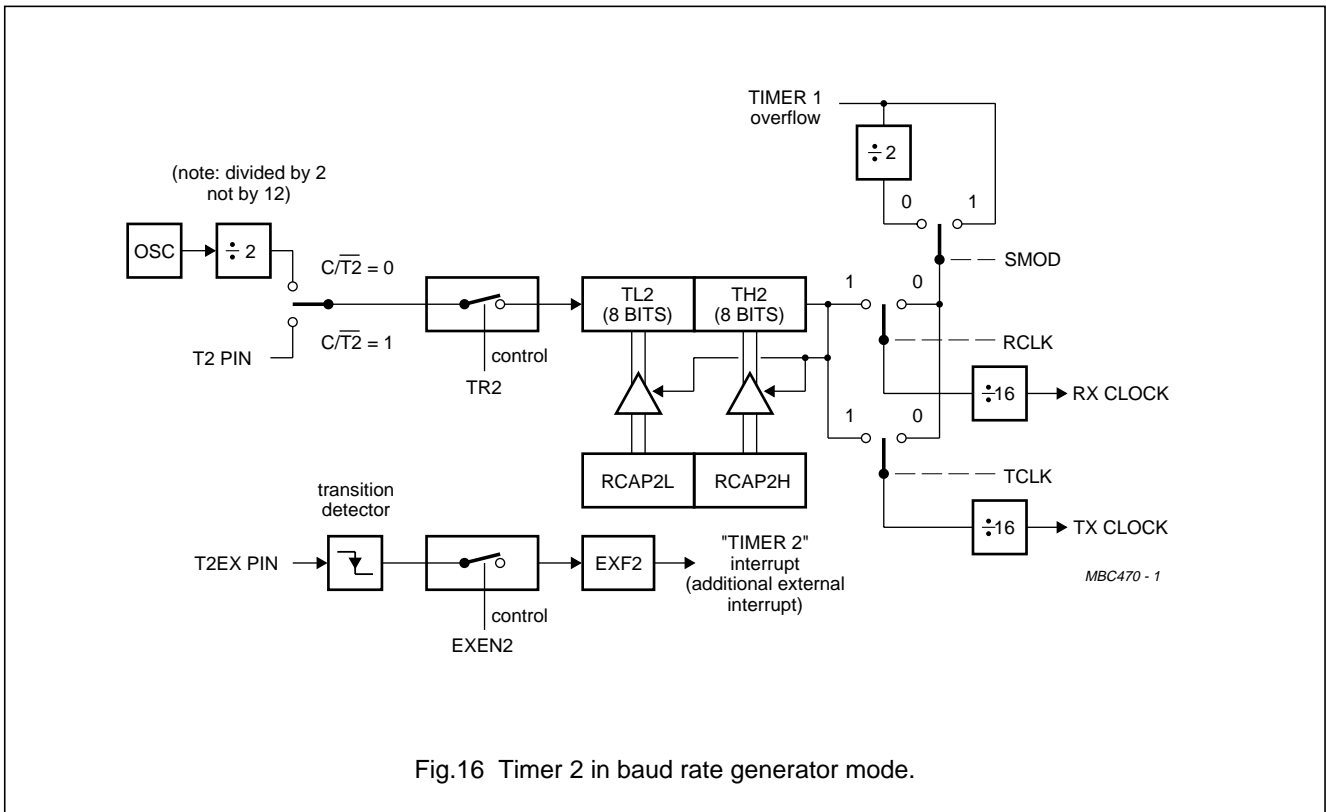 TIMER 1
overflow
÷ 2
(note: divided by 2
not by 12)
0
1
OSC
÷ 2
C/T2̅ = 0
SMOD
TL2
(8 BITS)
TH2
(8 BITS)
1
0
C/T2̅ = 1
T2 PIN
control
TR2
RCLK
÷16
RX CLOCK
1
0
RCAP2L
RCAP2H
TCLK
transition
detector
÷16
TX CLOCK
T2EX PIN
EXF2
"TIMER 2"
interrupt
(additional external
interrupt)
MBC470 - 1
control
EXEN2
Fig.16 Timer 2 in baud rate generator mode.